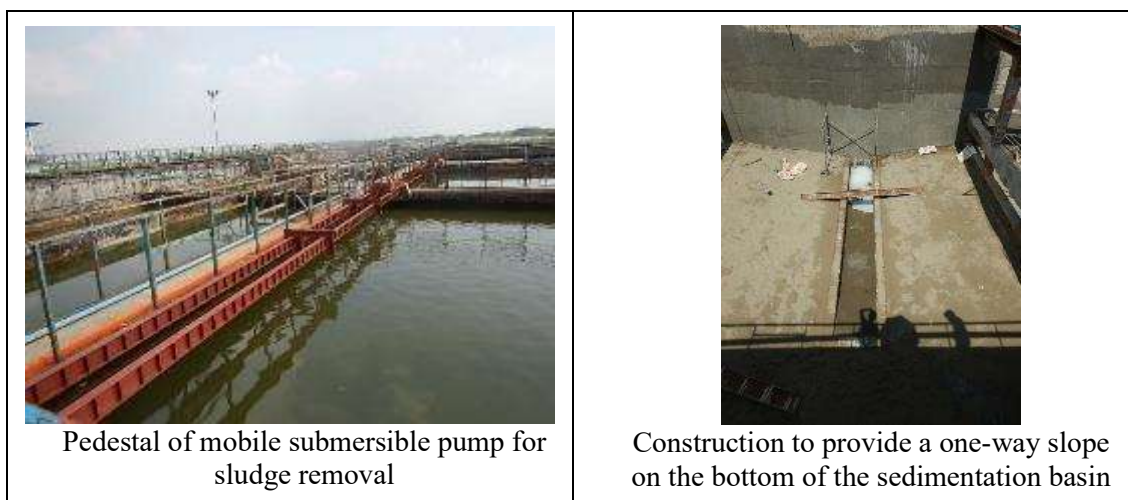 Pedestal of mobile submersible pump for
sludge removal
Construction to provide a one-way slope
on the bottom of the sedimentation basin